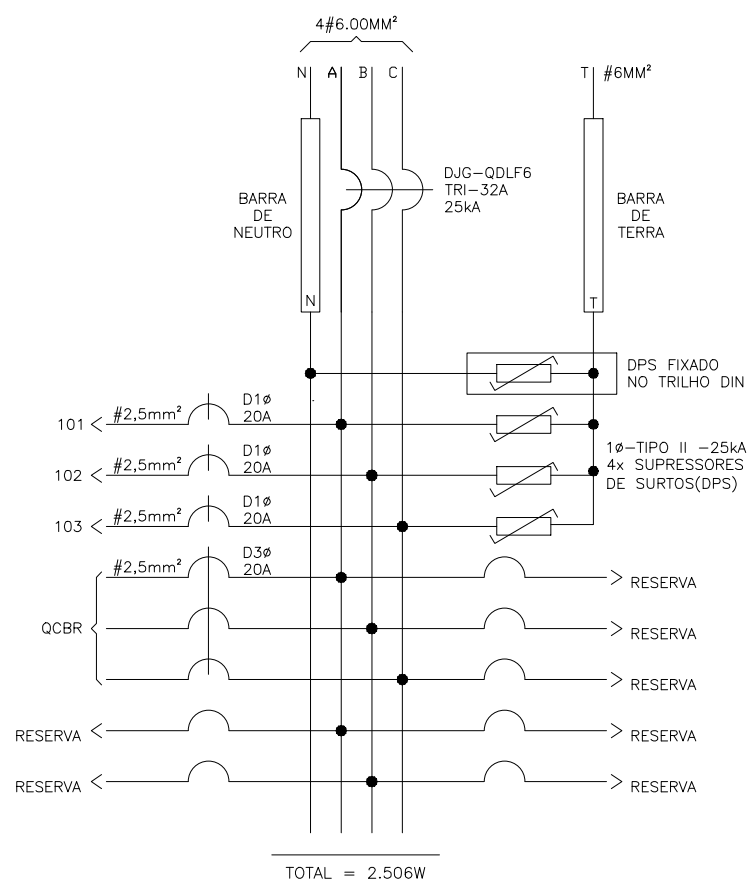 4#6.00MM²
N A B C
T #6MM²
DJG-QDLF6
TRI-32A
25kA
BARRA
DE
NEUTRO
BARRA
DE
TERRA
N
T
DPS FIXADO
NO TRILHO DIN
101 #2,5mm² D1ø
20A
1ø-TIPO II -25kA
4x SUPRESSORES
DE SURTOS(DPS)
102 #2,5mm² D1ø
20A
103 #2,5mm² D1ø
20A
#2,5mm² D3ø
20A
RESERVA
QCBR
RESERVA
RESERVA
RESERVA
RESERVA
RESERVA
RESERVA
TOTAL = 2.506W